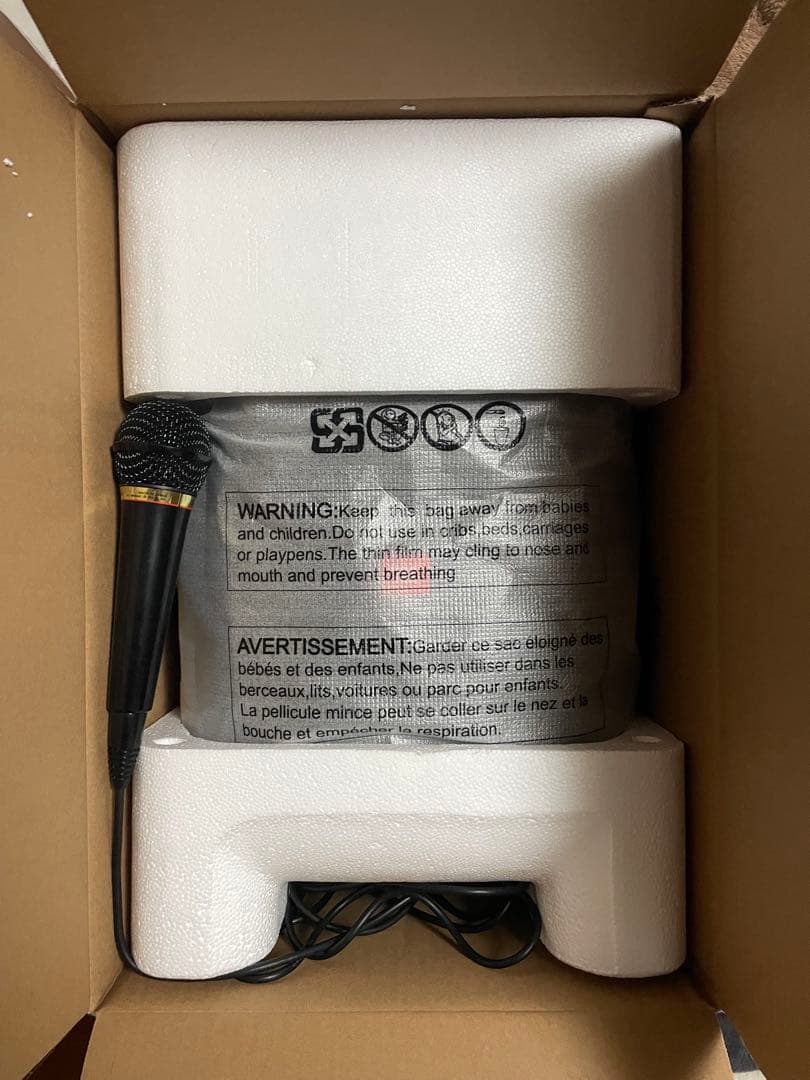 WARNING:Keep this bag away from babies
and children.Do not use in cribs,beds,carriages
or playpens.The thin film may cling to nose and
mouth and prevent breathing
AVERTISSEMENT:Garder ce sac éloigné des
bébés et des enfants,Ne pas utiliser dans les
berceaux,lits,voitures ou parc pour enfants.
La pellicule mince peut se coller sur le nez et la
bouche et empécher la respiration.